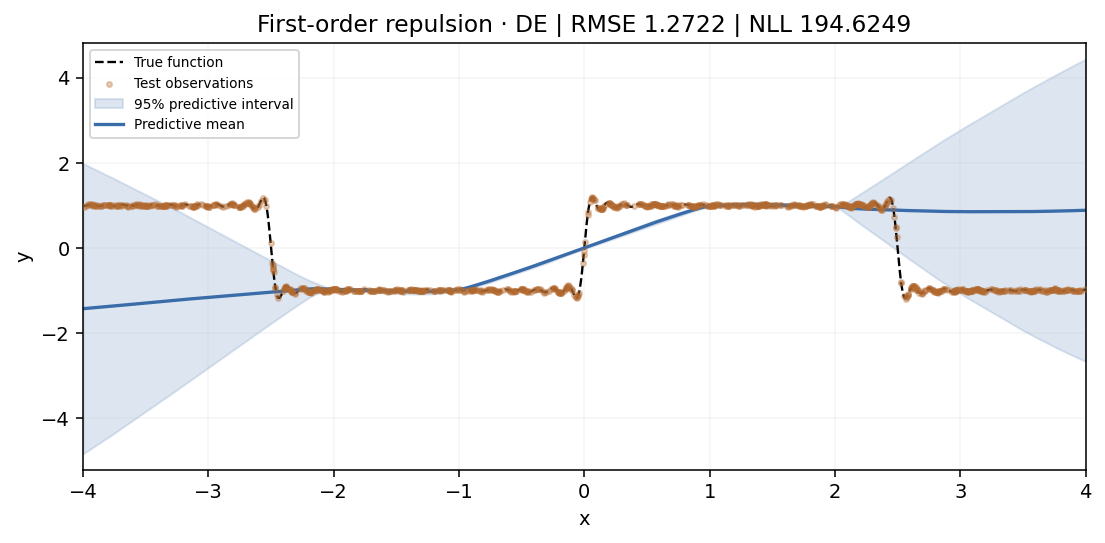 First-order repulsion · DE | RMSE 1.2722 | NLL 194.6249
True function
Test observations
95% predictive interval
Predictive mean
4
2
0
−2
−4
y
−4 −3 −2 −1 0 1 2 3 4
x